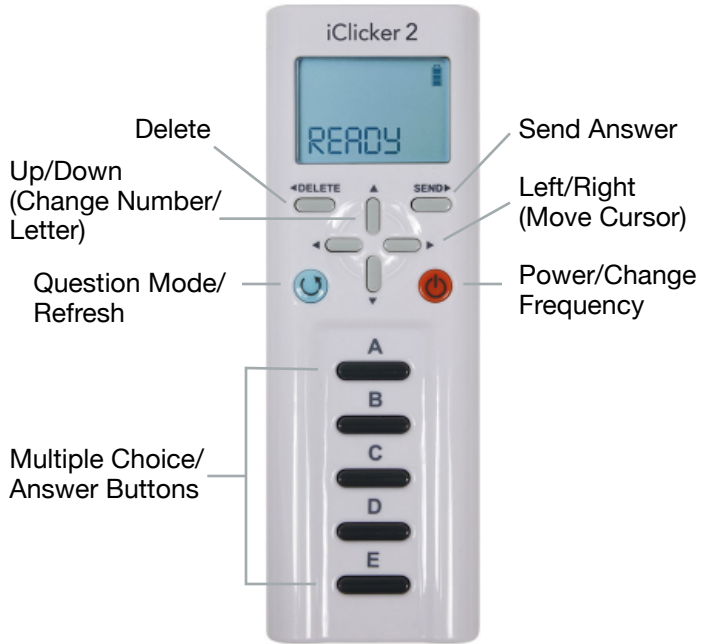 iClicker 2
READY
Delete
Send Answer
Up/Down
(Change Number/
Letter)
◄DELETE
▲
SEND►
Left/Right
(Move Cursor)
◄
►
▼
Question Mode/
Refresh
Power/Change
Frequency
A
B
C
D
E
Multiple Choice/
Answer Buttons